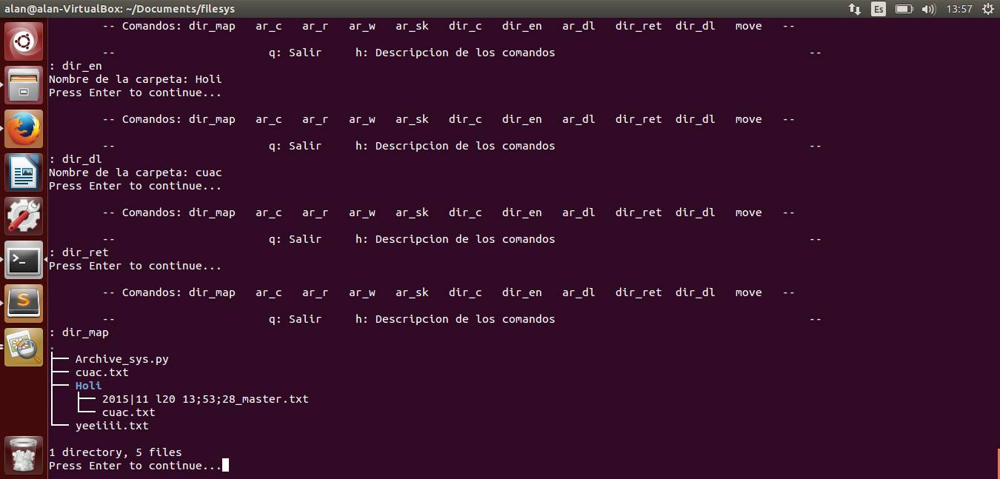 alan@alan-VirtualBox: ~/Documents/filesys Es 13:57
-- Comandos: dir_map ar_c ar_r ar_w ar_sk dir_c dir_en ar_dl dir_ret dir_dl move --
-- q: Salir h: Descripcion de los comandos --
: dir_en
Nombre de la carpeta: Holi
Press Enter to continue...
-- Comandos: dir_map ar_c ar_r ar_w ar_sk dir_c dir_en ar_dl dir_ret dir_dl move --
-- q: Salir h: Descripcion de los comandos --
: dir_dl
Nombre de la carpeta: cuac
Press Enter to continue...
-- Comandos: dir_map ar_c ar_r ar_w ar_sk dir_c dir_en ar_dl dir_ret dir_dl move --
-- q: Salir h: Descripcion de los comandos --
: dir_ret
Press Enter to continue...
-- Comandos: dir_map ar_c ar_r ar_w ar_sk dir_c dir_en ar_dl dir_ret dir_dl move --
-- q: Salir h: Descripcion de los comandos --
: dir_map
.
├── Archive_sys.py
├── cuac.txt
├── Holi
│   ├── 2015|11 l20 13;53;28_master.txt
│   └── cuac.txt
└── yeeiiii.txt
1 directory, 5 files
Press Enter to continue...